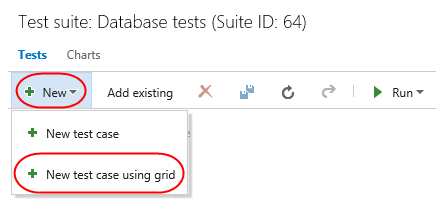 Test suite: Database tests (Suite ID: 64)
Tests Charts
New Add existing Run
New test case
New test case using grid